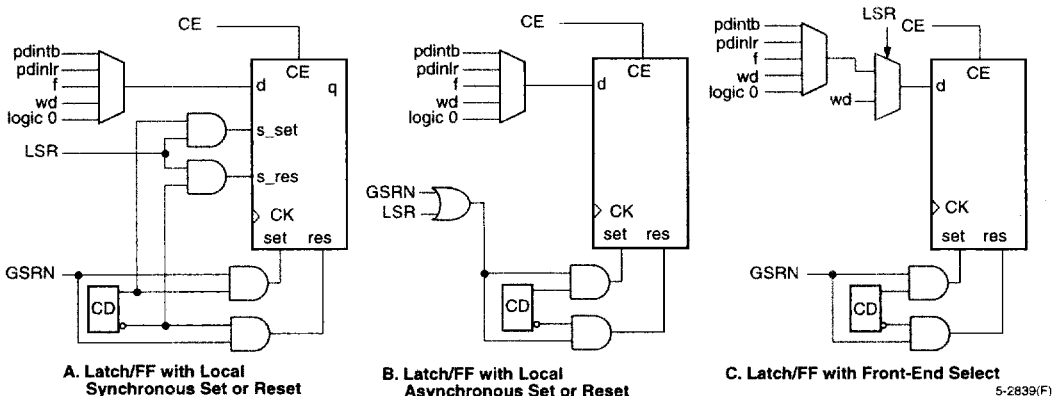 CE
pdintb
pdinlr
f
wd
logic 0
LSR
CE
d
q
s_set
s_res
CK
set res
GSRN
CD
A. Latch/FF with Local
Synchronous Set or Reset
CE
pdintb
pdinlr
f
wd
logic 0
CE
d
GSRN
LSR
CK
set res
CD
B. Latch/FF with Local
Asynchronous Set or Reset
LSR
CE
pdintb
pdinlr
f
wd
logic 0
wd
CE
d
CK
set res
GSRN
CD
C. Latch/FF with Front-End Select
5-2839(F)